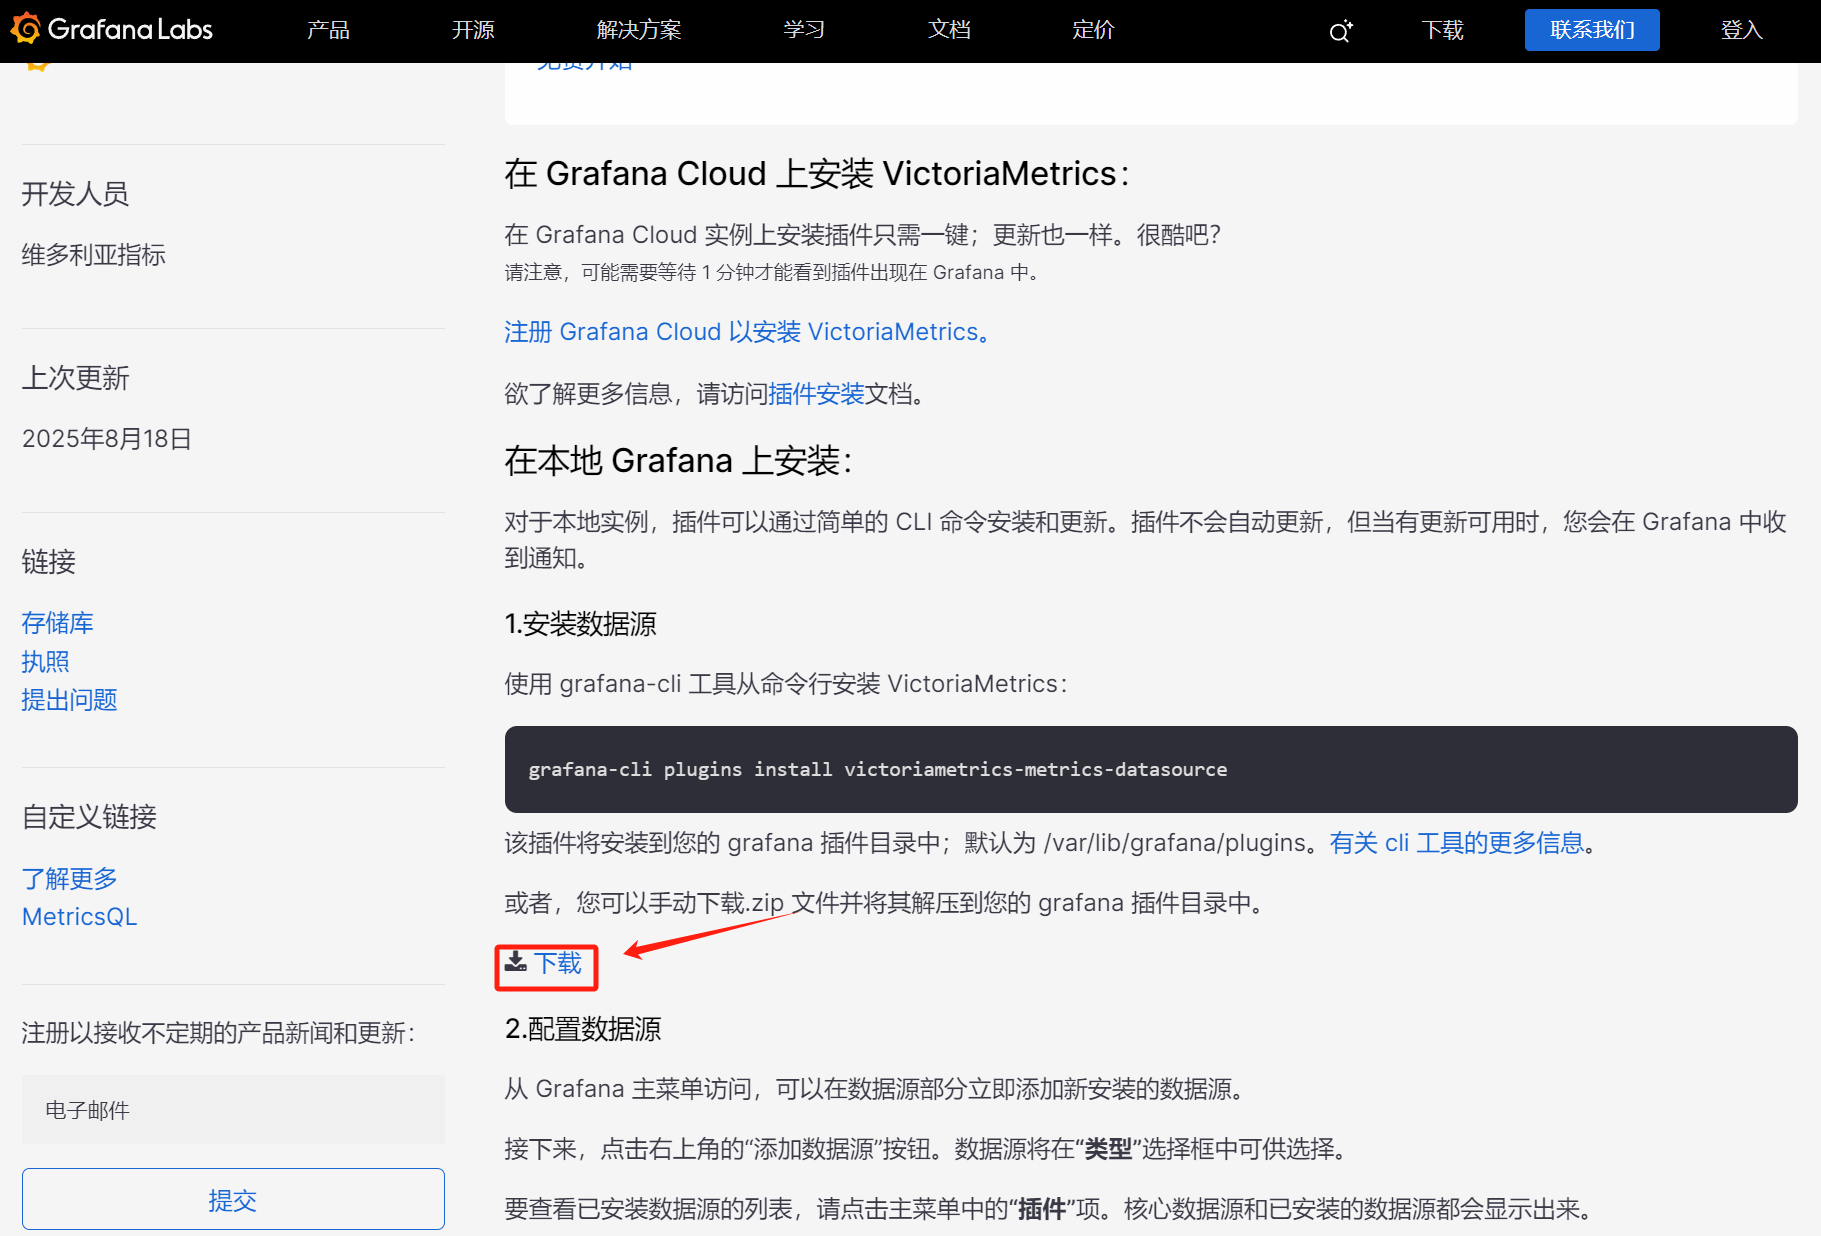 Grafana Labs
产品
开源
解决方案
学习
文档
定价
下载
联系我们
登入
免费开始
开发人员
维多利亚指标
上次更新
2025年8月18日
链接
存储库
执照
提出问题
自定义链接
了解更多
MetricsQL
注册以接收不定期的产品新闻和更新：
电子邮件
提交
在 Grafana Cloud 上安装 VictoriaMetrics：
在 Grafana Cloud 实例上安装插件只需一键；更新也一样。很酷吧？
请注意，可能需要等待 1 分钟才能看到插件出现在 Grafana 中。
注册 Grafana Cloud 以安装 VictoriaMetrics。
欲了解更多信息，请访问插件安装文档。
在本地 Grafana 上安装：
对于本地实例，插件可以通过简单的 CLI 命令安装和更新。插件不会自动更新，但当有更新可用时，您会在 Grafana 中收
到通知。
1.安装数据源
使用 grafana-cli 工具从命令行安装 VictoriaMetrics：
grafana-cli plugins install victoriametrics-metrics-datasource
该插件将安装到您的 grafana 插件目录中；默认为 /var/lib/grafana/plugins。有关 cli 工具的更多信息。
或者，您可以手动下载.zip 文件并将其解压到您的 grafana 插件目录中。
下载
2.配置数据源
从 Grafana 主菜单访问，可以在数据源部分立即添加新安装的数据源。
接下来，点击右上角的“添加数据源”按钮。数据源将在“类型”选择框中可供选择。
要查看已安装数据源的列表，请点击主菜单中的“插件”项。核心数据源和已安装的数据源都会显示出来。